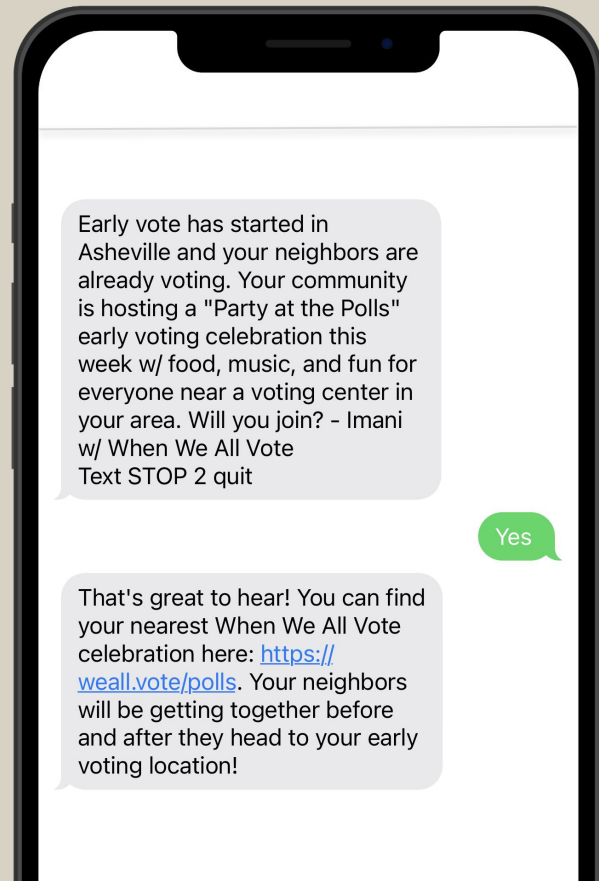 Early vote has started in
Asheville and your neighbors are
already voting. Your community
is hosting a "Party at the Polls"
early voting celebration this
week w/ food, music, and fun for
everyone near a voting center in
your area. Will you join? - Imani
w/ When We All Vote
Text STOP 2 quit
Yes
That's great to hear! You can find
your nearest When We All Vote
celebration here: https://
weall.vote/polls. Your neighbors
will be getting together before
and after they head to your early
voting location!